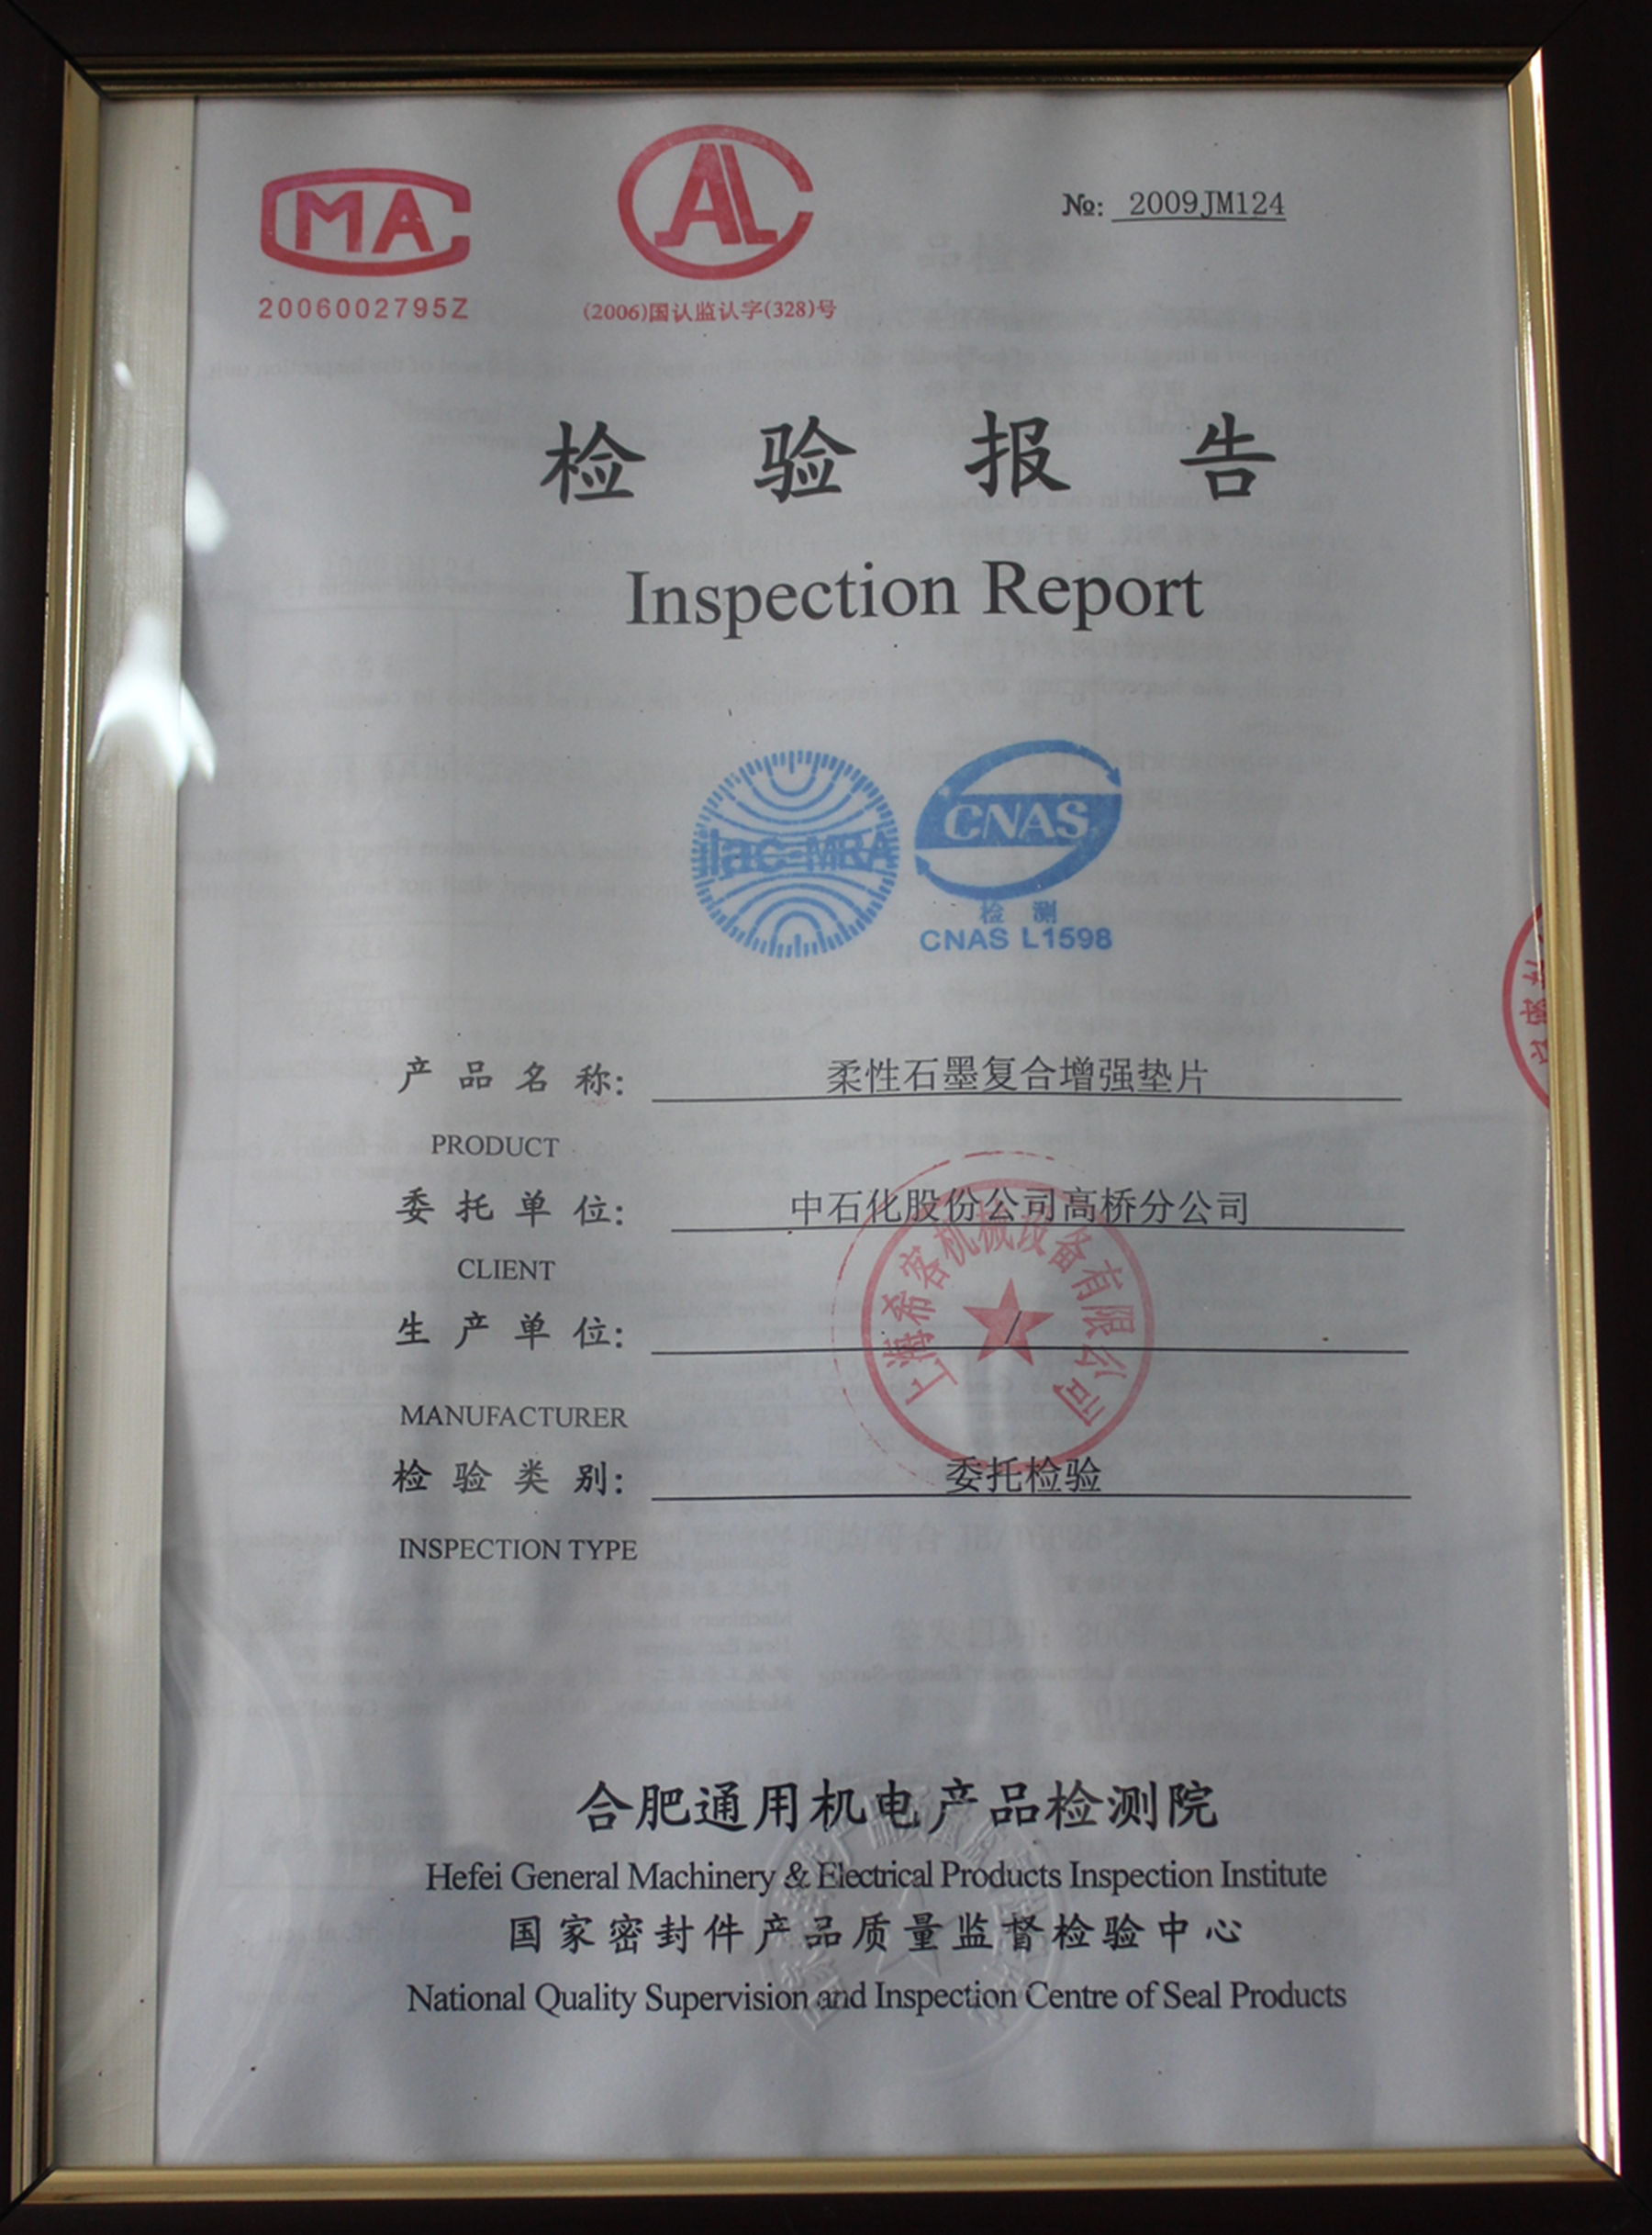 MA
AL
№: 2009JM124
2006002795Z
(2006)国认监认字(328)号
检验报告
Inspection Report
ilac-MRA
CNAS
检测
CNAS L1598
产品名称: 柔性石墨复合增强垫片
PRODUCT
委托单位: 中石化股份公司高桥分公司
CLIENT
生产单位: /
MANUFACTURER
上海希客机械设备有限公司
检验类别: 委托检验
INSPECTION TYPE
合肥通用机电产品检测院
Hefei General Machinery & Electrical Products Inspection Institute
国家密封件产品质量监督检验中心
National Quality Supervision and Inspection Centre of Seal Products